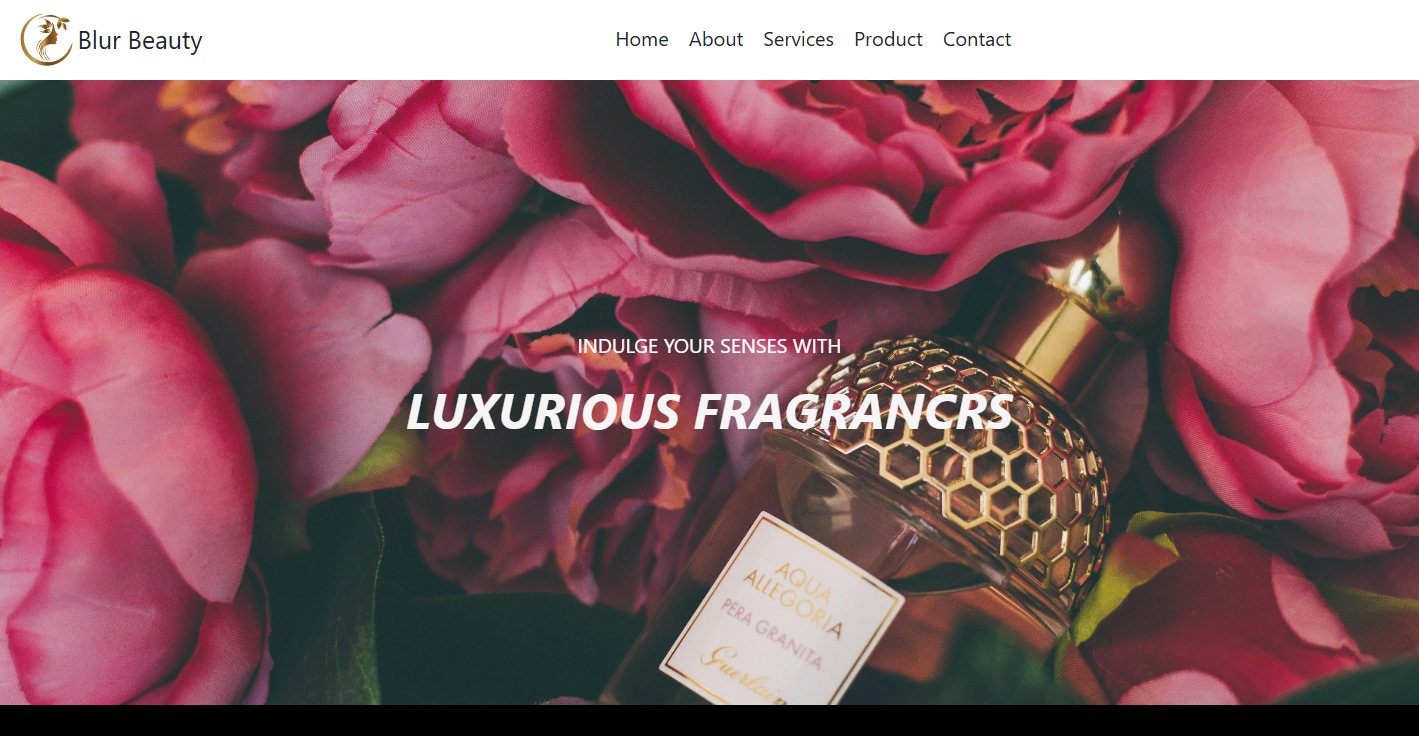 Blur Beauty
Home About Services Product Contact
INDULGE YOUR SENSES WITH
LUXURIOUS FRAGRANCRS
AQUA
ALLEGORIA
PERA GRANITA
Guerlain